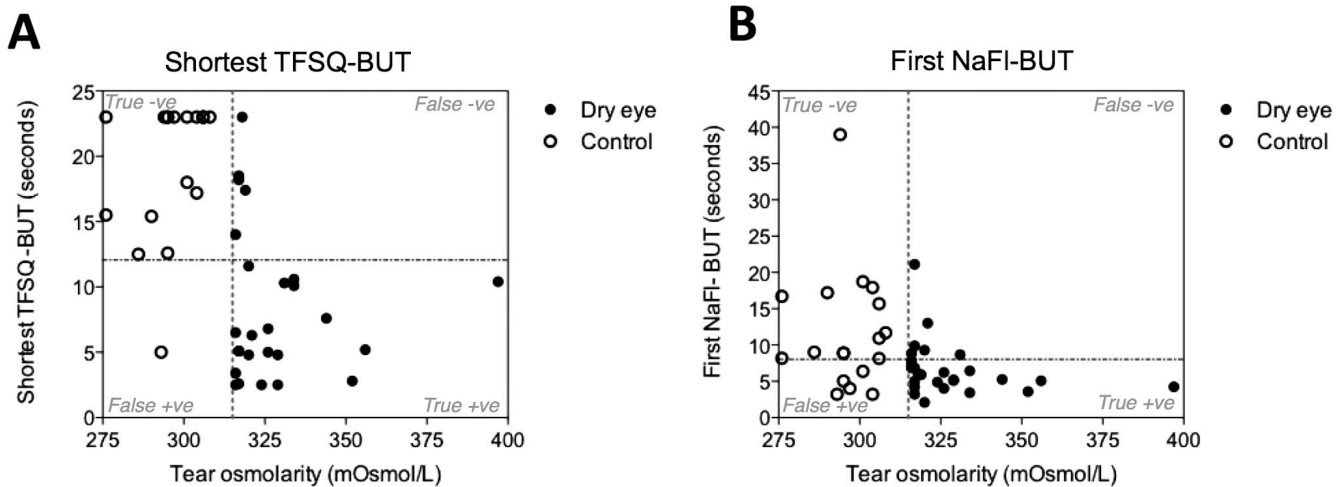 A
Shortest TFSQ-BUT
Shortest TFSQ-BUT (seconds)
25
20
15
10
5
0
True -ve
False -ve
False +ve
True +ve
275
300
325
350
375
400
Tear osmolarity (mOsmol/L)
Dry eye
Control
B
First NaFl-BUT
First NaFl- BUT (seconds)
45
40
35
30
25
20
15
10
5
0
True -ve
False -ve
False +ve
True +ve
275
300
325
350
375
400
Tear osmolarity (mOsmol/L)
Dry eye
Control